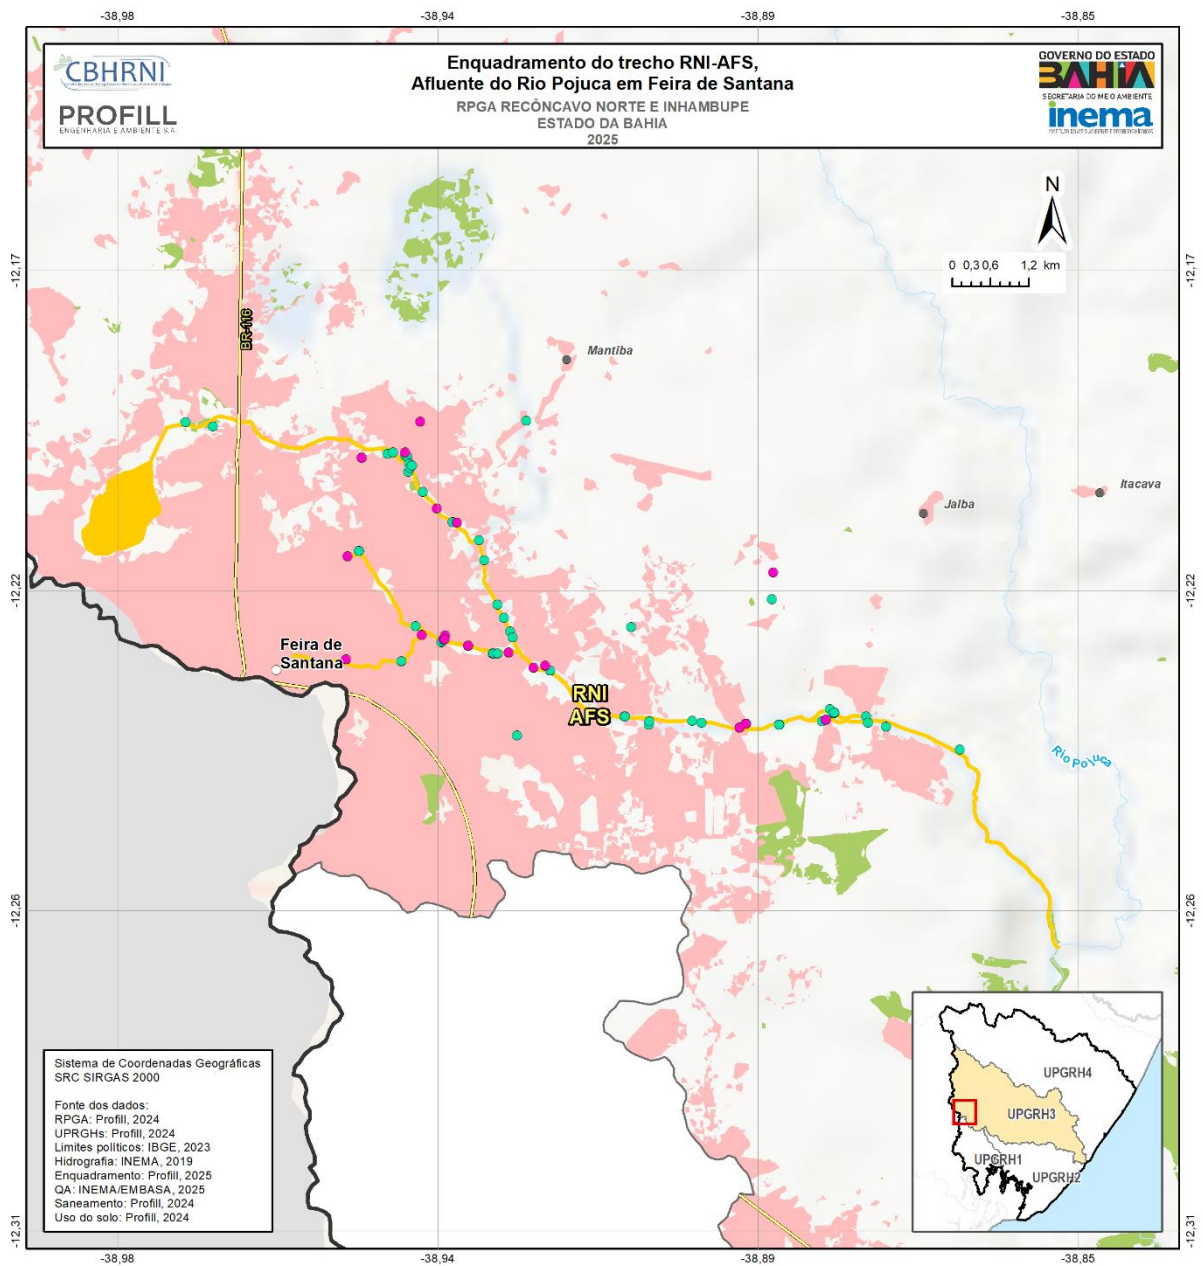 -38,98
-38,94
-38,89
-38,85
CBHRNI
PROFILL
ENGENHARIA E AMBIENTE S.A.
Enquadramento do trecho RNI-AFS,
Afluente do Rio Pojuca em Feira de Santana
RPGA RECÔNCAVO NORTE E INHAMBUPE
ESTADO DA BAHIA
2025
GOVERNO DO ESTADO
BAHIA
SECRETARIA DO MEIO AMBIENTE
inema
N
0 0,3 0,6 1,2 km
-12,17
-12,17
BR-116
Mantiba
Itacava
Jalba
-12,22
-12,22
Feira de
Santana
RNI
AFS
Rio Pojuca
-12,26
-12,26
Sistema de Coordenadas Geográficas
SRC SIRGAS 2000
Fonte dos dados:
RPGA: Profill, 2024
UPRGHs: Profill, 2024
Limites políticos: IBGE, 2023
Hidrografia: INEMA, 2019
Enquadramento: Profill, 2025
QA: INEMA/EMBASA, 2025
Saneamento: Profill, 2024
Uso do solo: Profill, 2024
UPGRH4
UPGRH3
UPGRH1
UPGRH2
-12,31
-12,31
-38,98
-38,94
-38,89
-38,85